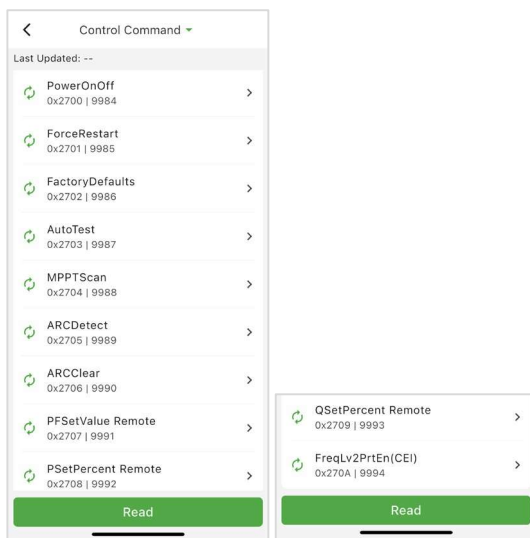 Control Command
Last Updated: --
PowerOnOff
0x2700 | 9984
ForceRestart
0x2701 | 9985
FactoryDefaults
0x2702 | 9986
AutoTest
0x2703 | 9987
MPPTScan
0x2704 | 9988
ARCDetect
0x2705 | 9989
ARCClear
0x2706 | 9990
PFSetValue Remote
0x2707 | 9991
PSetPercent Remote
0x2708 | 9992
Read
QSetPercent Remote
0x2709 | 9993
FreqLv2PrtEn(CEI)
0x270A | 9994
Read